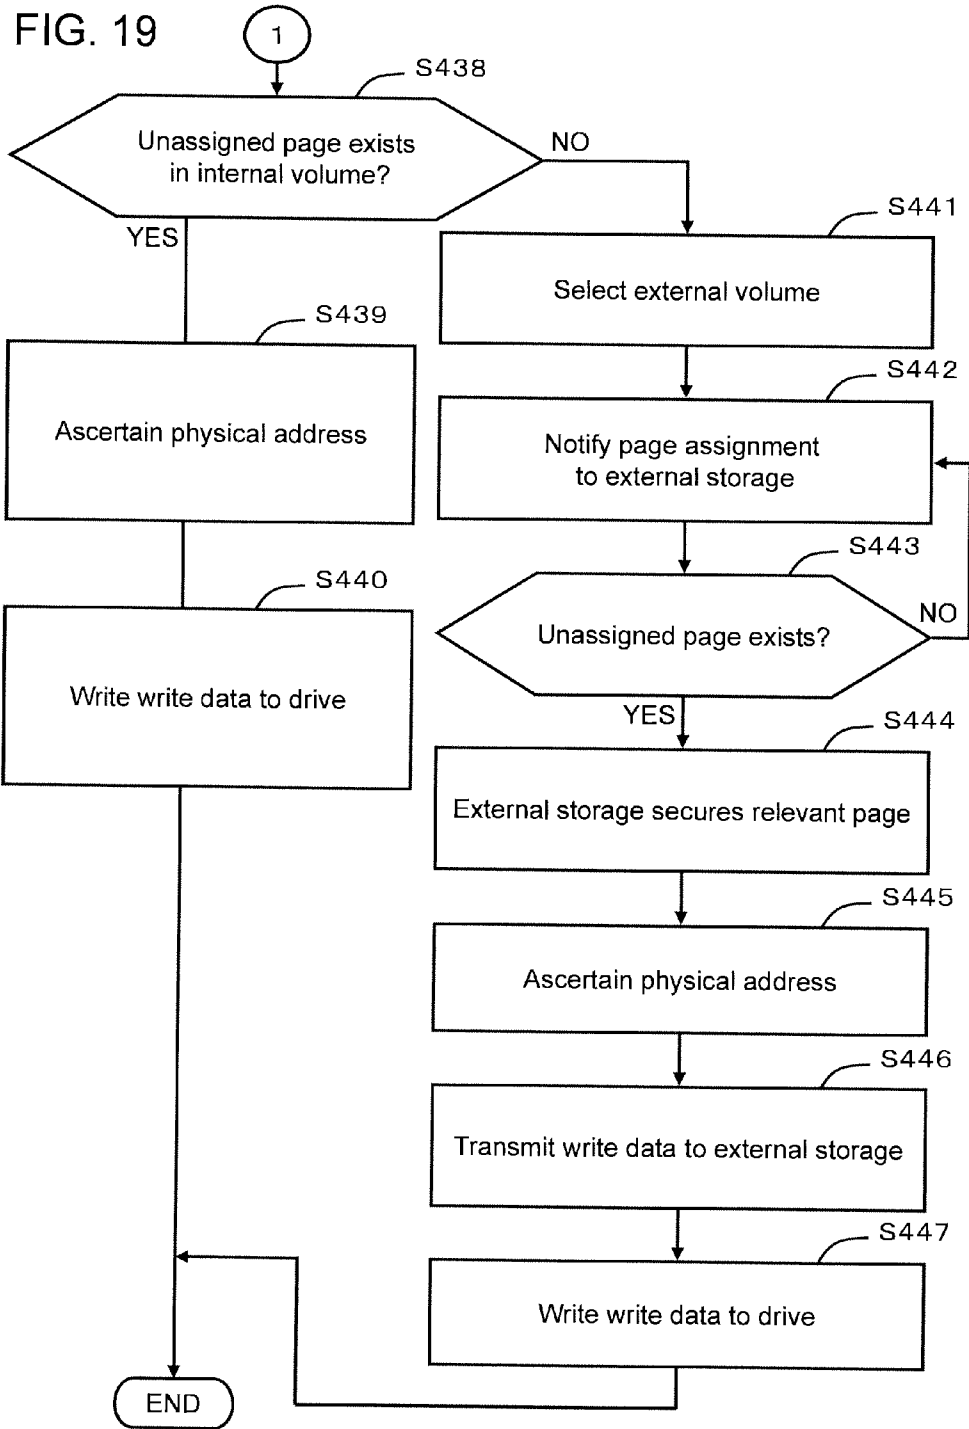 FIG. 19
1
S438
Unassigned page exists
in internal volume?
NO
YES
S441
Select external volume
S439
Ascertain physical address
S442
Notify page assignment
to external storage
S443
Unassigned page exists?
NO
YES
S440
Write write data to drive
S444
External storage secures relevant page
S445
Ascertain physical address
S446
Transmit write data to external storage
S447
Write write data to drive
END